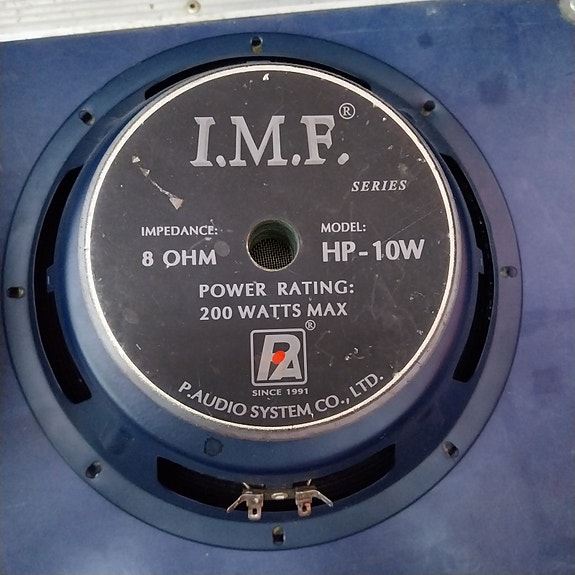 I.M.F.®
SERIES
IMPEDANCE:
8 OHM
MODEL:
HP-10W
POWER RATING:
200 WATTS MAX
PA®
SINCE 1991
P.AUDIO SYSTEM CO., LTD.